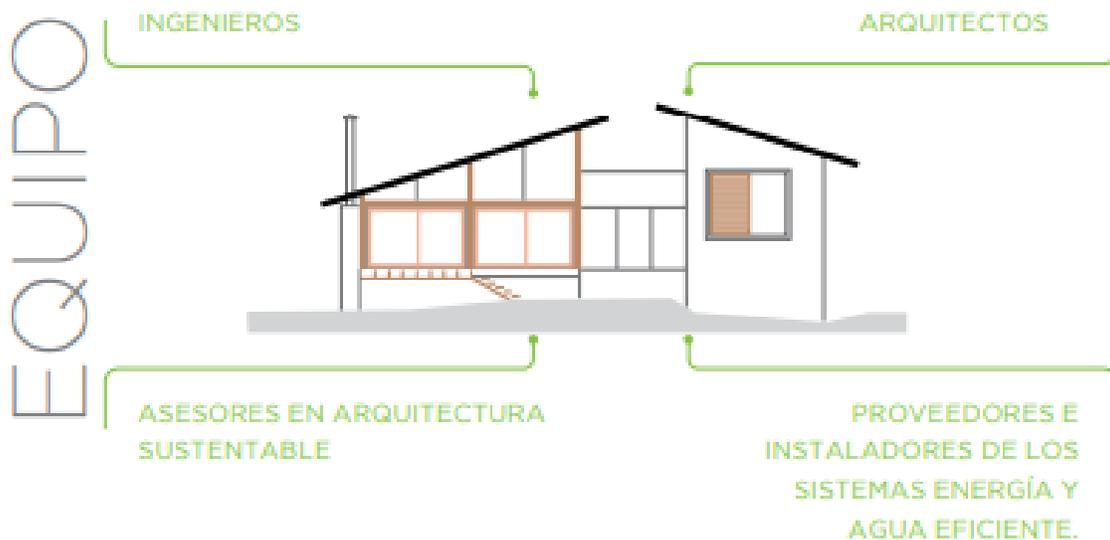 EQUIPO
INGENIEROS
ARQUITECTOS
ASESORES EN ARQUITECTURA
SUSTENTABLE
PROVEEDORES E
INSTALADORES DE LOS
SISTEMAS ENERGÍA Y
AGUA EFICIENTE.